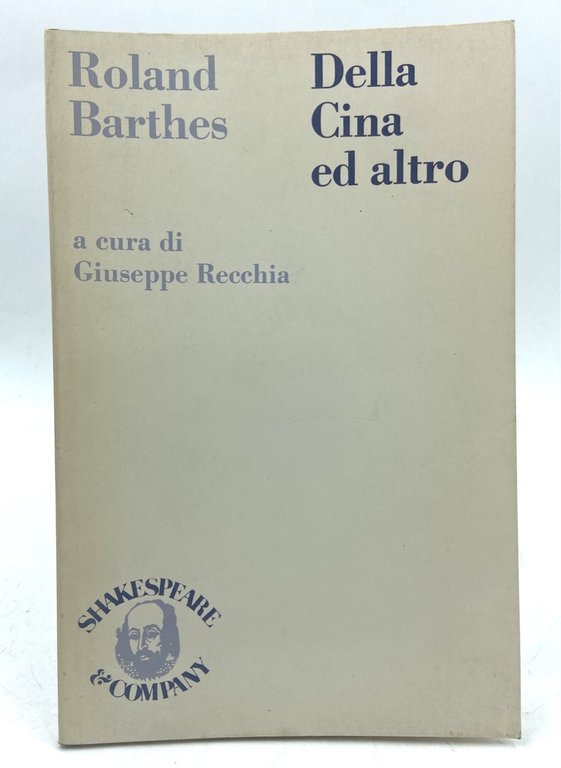 Roland
Barthes
Della
Cina
ed altro
a cura di
Giuseppe Recchia
SHAKESPEARE
& COMPANY